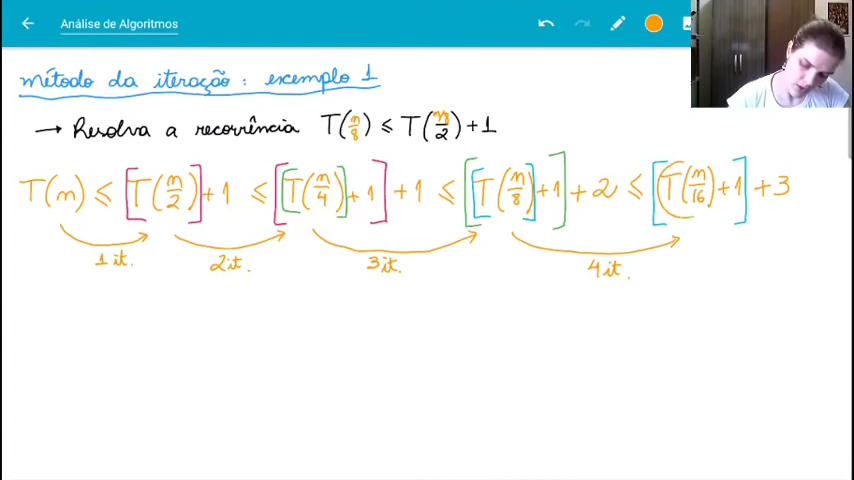 Análise de Algoritmos
método da iteração: exemplo 1
→ Resolva a recorrência T(n/8) ≤ T(n/8/2) + 1
T(n) ≤ [T(n/2)] + 1 ≤ [[T(n/4)] + 1] + 1 ≤ [[T(n/8)] + 1] + 2 ≤ [T(n/16) + 1] + 3
1 it. 2 it. 3 it. 4 it.